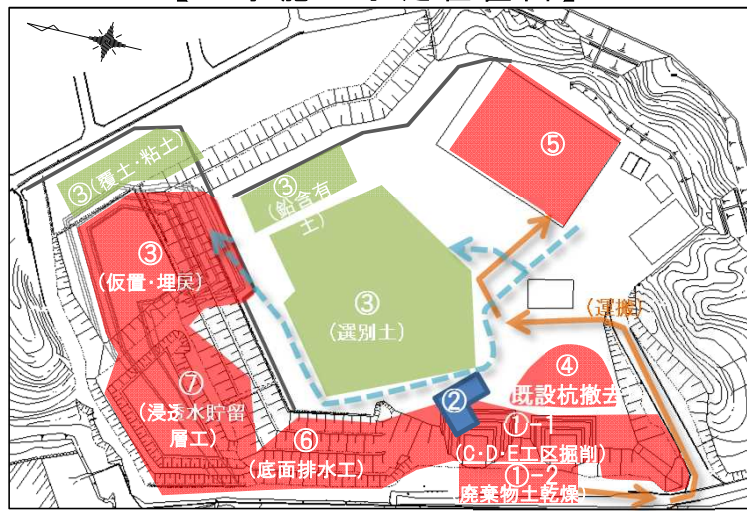 ③(覆土・粘土)
③
(鉛含有
土)
⑤
③
(仮置・埋戻)
③
(選別土)
(運搬)
④
既設杭撤去
②
⑦
(浸透水貯留
層工)
⑥
(底面排水工)
①-1
(C・D・E工区掘削)
①-2
(廃棄物土乾燥)